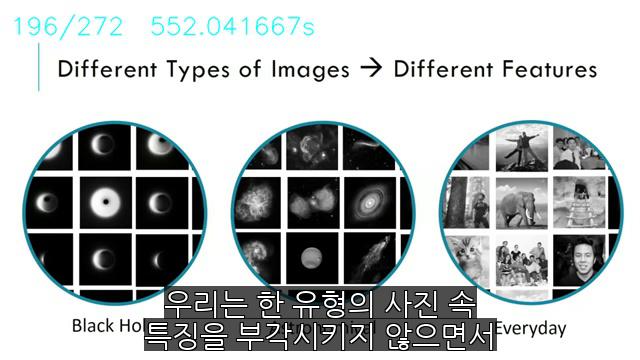 196/272 552.041667s
Different Types of Images → Different Features
Black Ho
Everyday
우리는 한 유형의 사진 속
특징을 부각시키지 않으면서